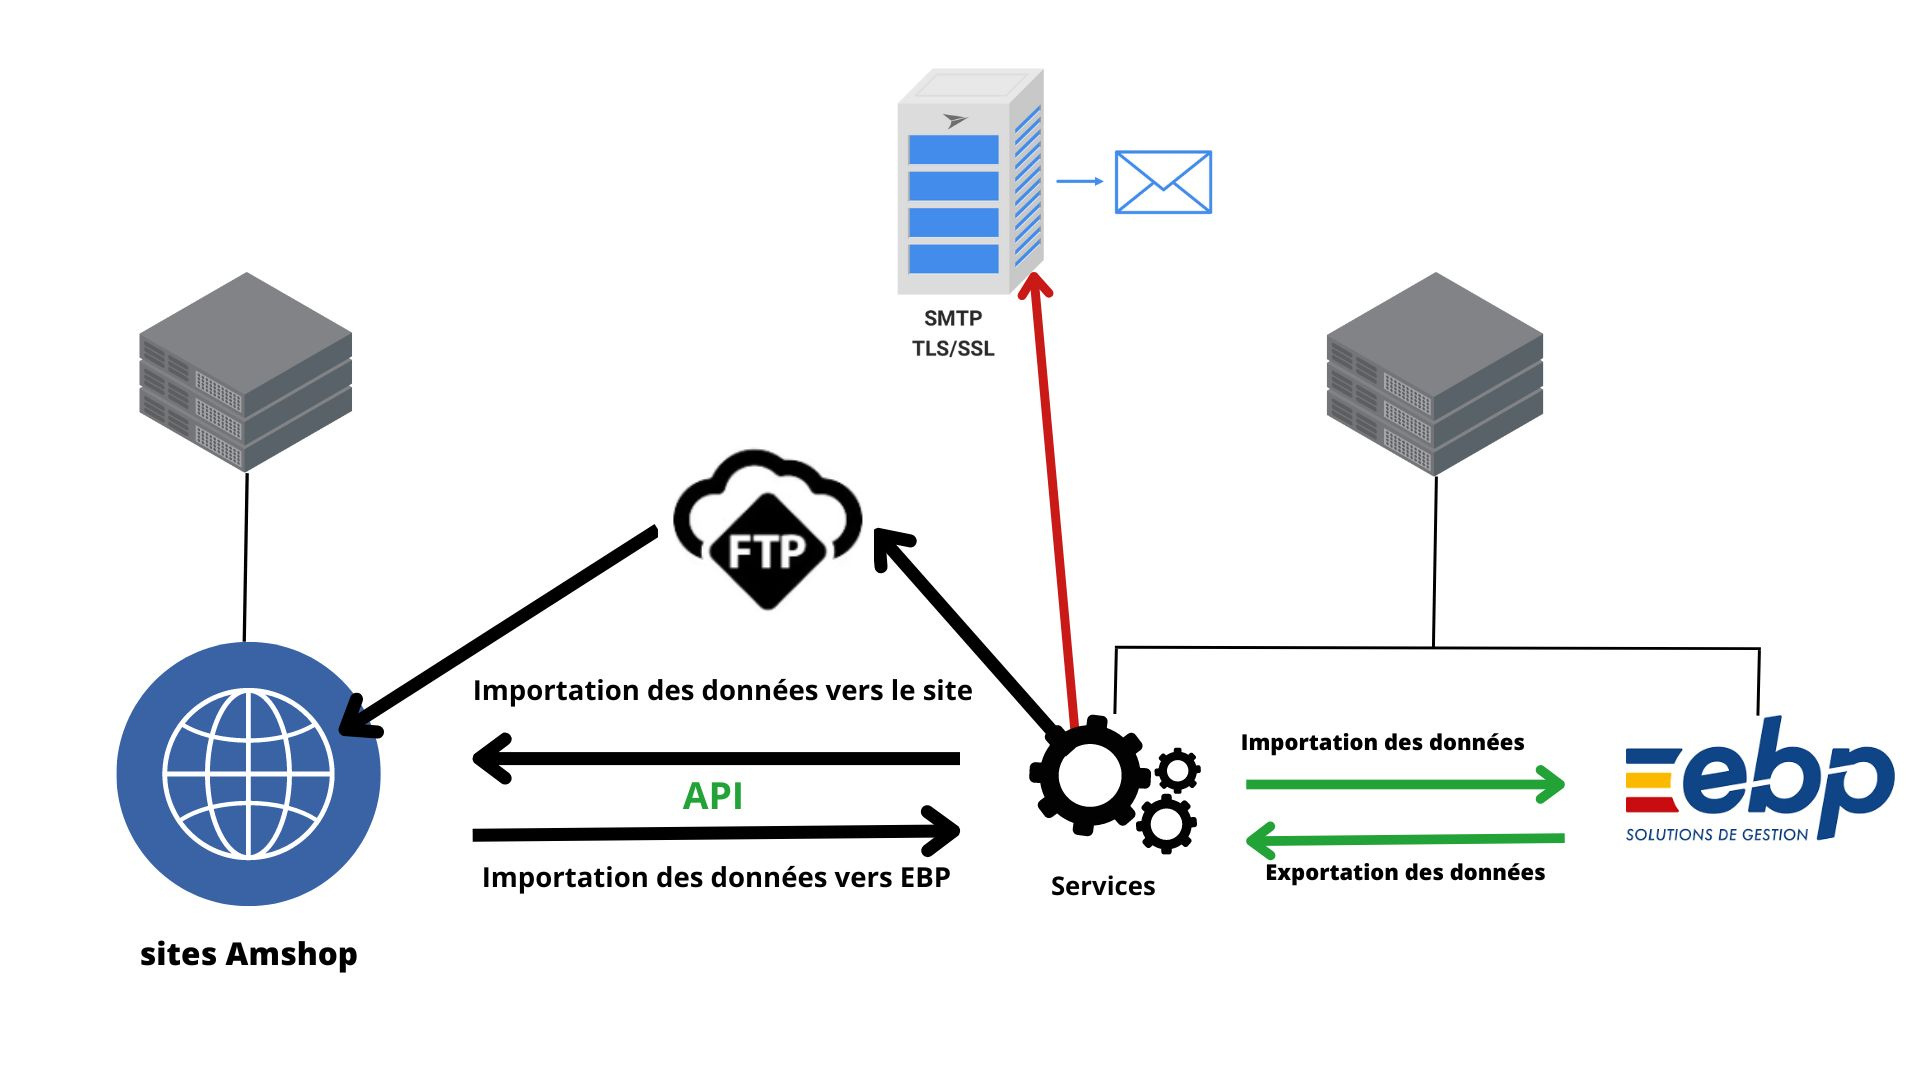 SMTP
TLS/SSL
FTP
Importation des données vers le site
API
Importation des données vers EBP
Services
Importation des données
Exportation des données
ebp
SOLUTIONS DE GESTION
sites Amshop